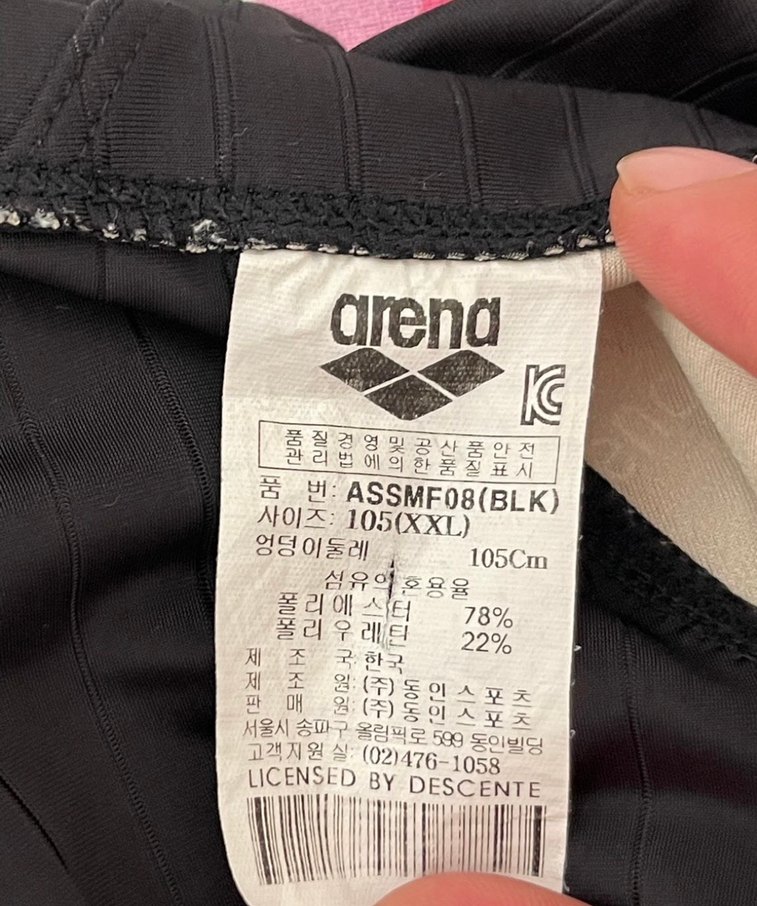 arena
품질경영및공산품안전
관리법에의한품질표시
품 번: ASSMF08(BLK)
사이즈: 105(XXL)
엉덩이둘레 105Cm
섬유의혼용율
폴리에스터 78%
폴리우레탄 22%
제 조 국: 한국
제 조 원: (주) 동인스포츠
판 매 원: (주) 동인스포츠
서울시 송파구 올림픽로 599 동인빌딩
고객지원실: (02)476-1058
LICENSED BY DESCENTE